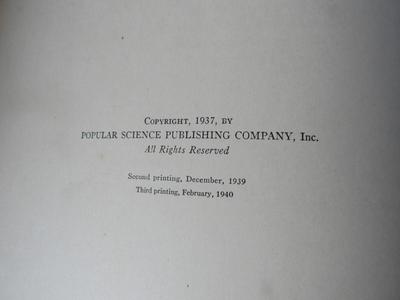 Copyright, 1937, by
POPULAR SCIENCE PUBLISHING COMPANY, Inc.
All Rights Reserved
Second printing, December, 1939
Third printing, February, 1940